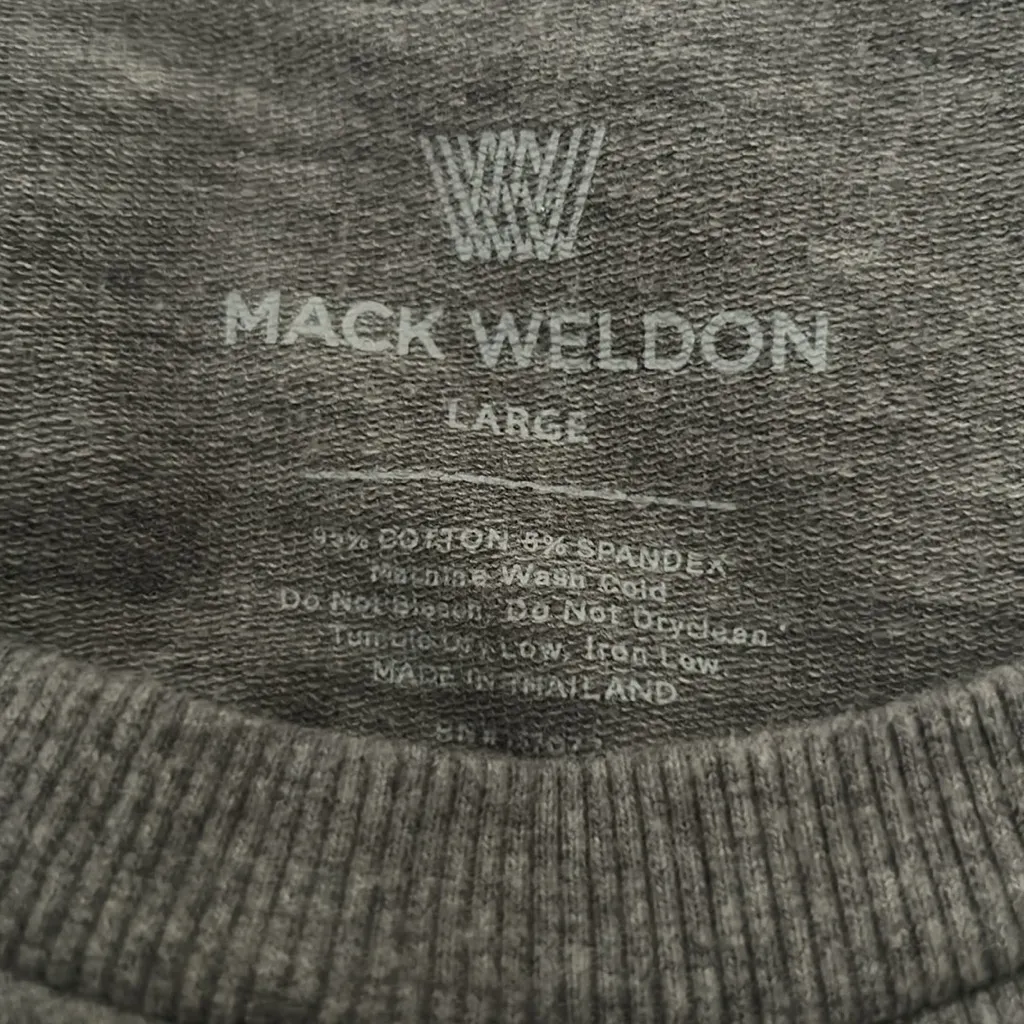 MACK WELDON
LARGE
95% COTTON 5% SPANDEX
Machine Wash Cold
Do Not Bleach, Do Not Dryclean
Tumble Dry Low, Iron Low
MADE IN THAILAND